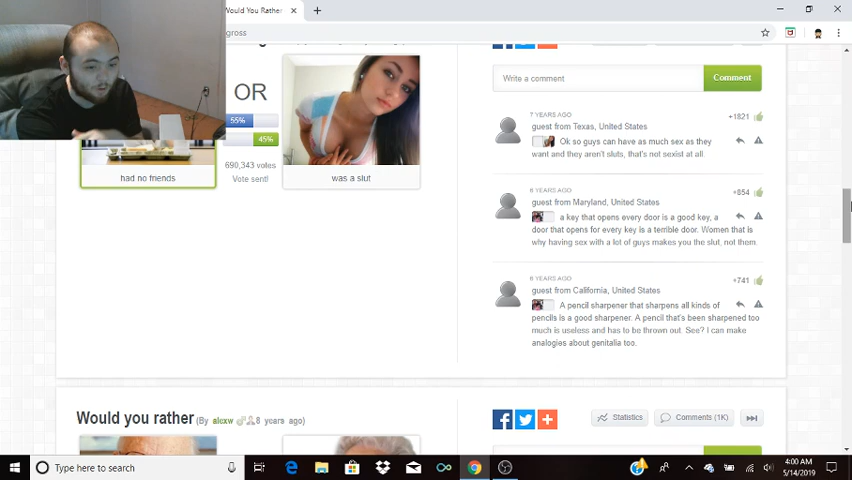 Would You Rather
gross
OR
55%
45%
690,343 votes
Vote sent!
had no friends
was a slut
Write a comment
Comment
7 YEARS AGO
+1821
guest from Texas, United States
Ok so guys can have as much sex as they
want and they aren't sluts, that's not sexist at all.
6 YEARS AGO
+854
guest from Maryland, United States
a key that opens every door is a good key, a
door that opens for every key is a terrible door. Women that is
why having sex with a lot of guys makes you the slut, not them.
6 YEARS AGO
+741
guest from California, United States
A pencil sharpener that sharpens all kinds of
pencils is a good sharpener. A pencil that's been sharpened too
much is useless and has to be thrown out. See? I can make
analogies about genitalia too.
Would you rather (By alcxw 8 years ago)
Statistics
Comments (1K)
Type here to search
4:00 AM
5/14/2019